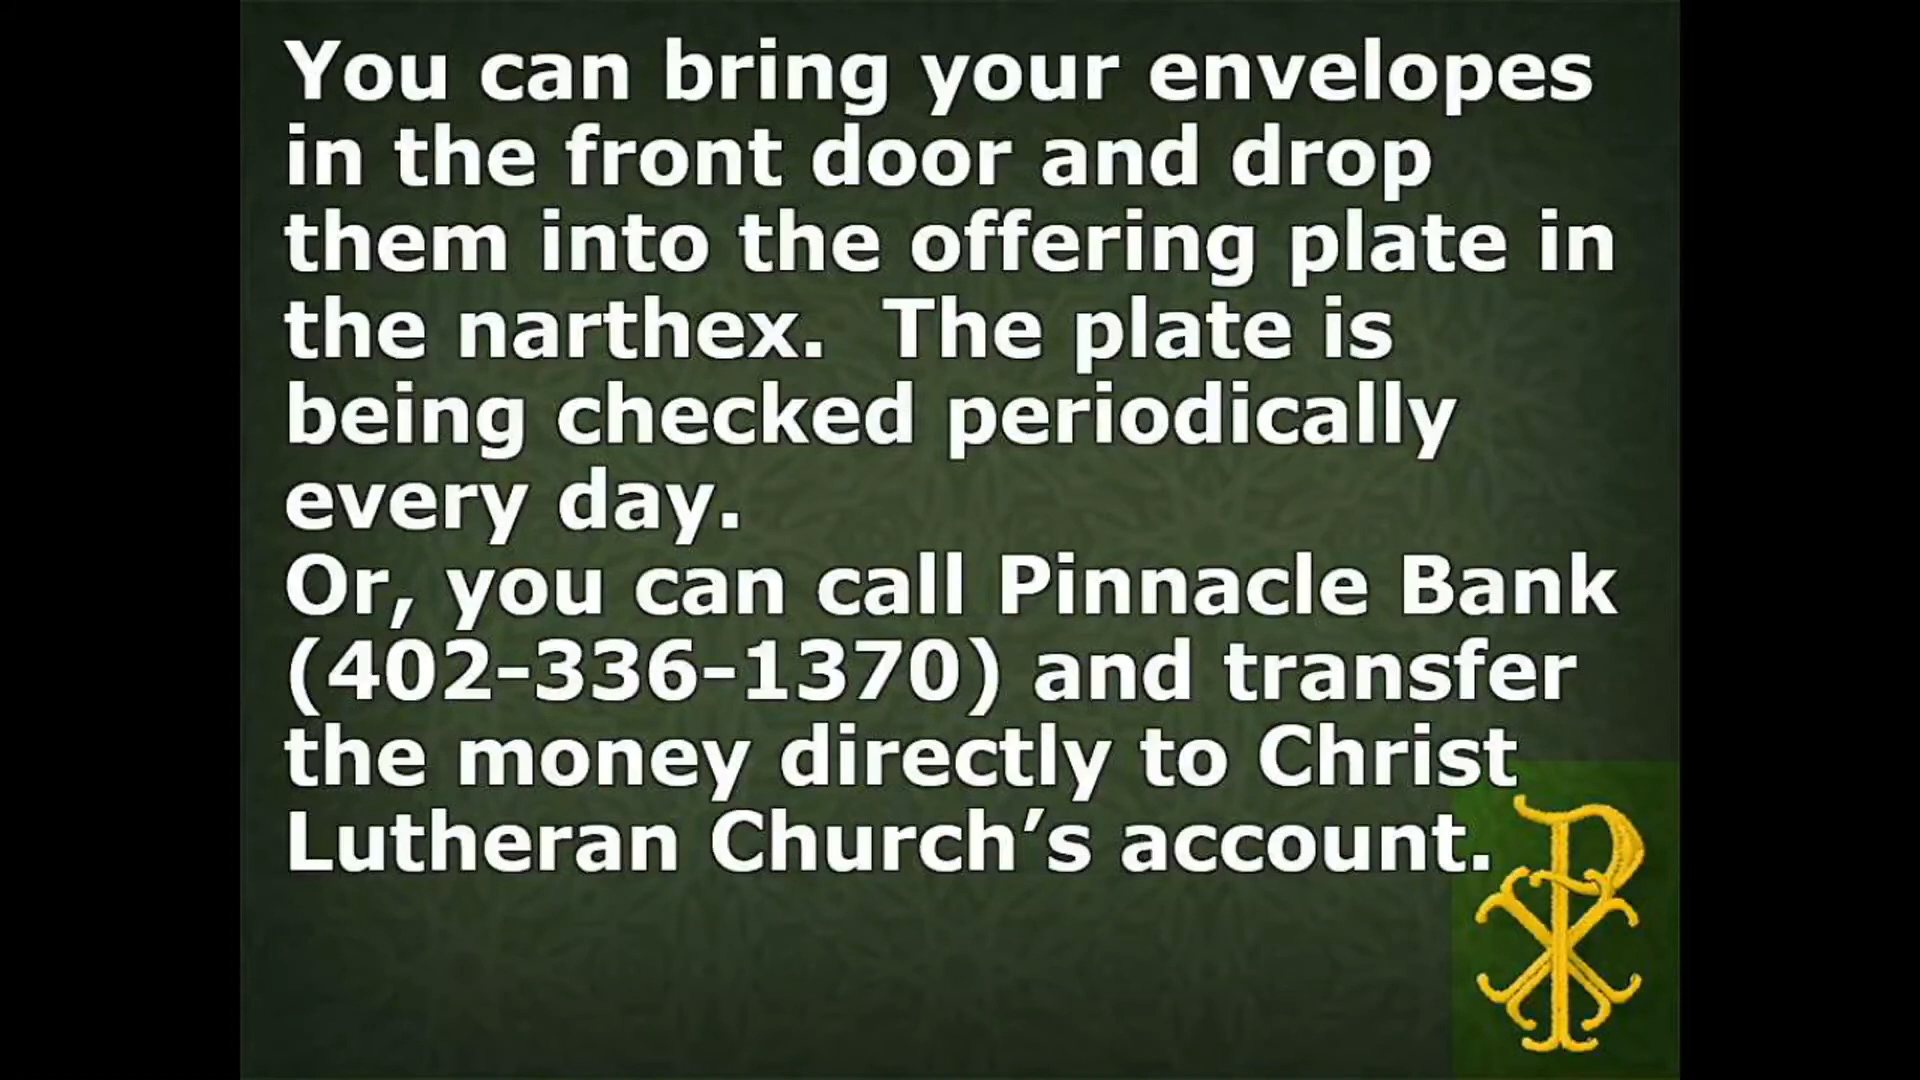 You can bring your envelopes
in the front door and drop
them into the offering plate in
the narthex.  The plate is
being checked periodically
every day.
Or, you can call Pinnacle Bank
(402-336-1370) and transfer
the money directly to Christ
Lutheran Church’s account.